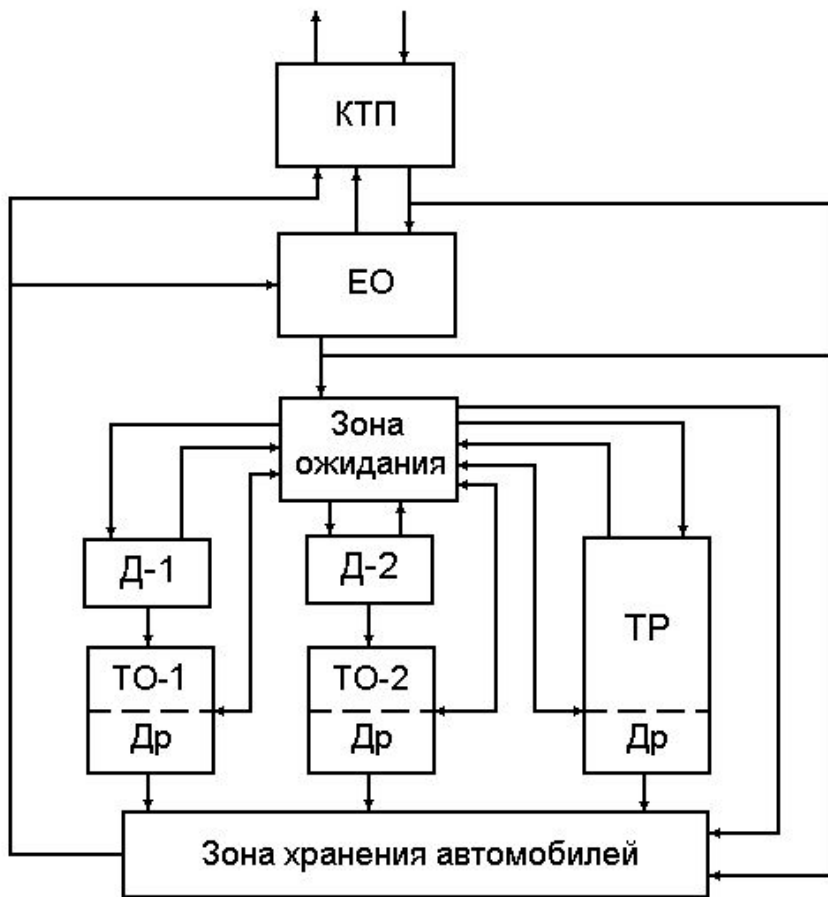 КТП
ЕО
Зона
ожидания
Д-1
Д-2
ТР
ТО-1
ТО-2
Др
Др
Др
Зона хранения автомобилей